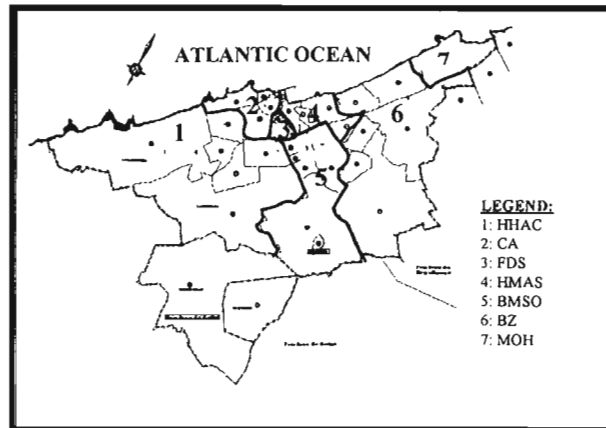 ATLANTIC OCEAN
7
2
4
6
1
3
5
LEGEND:
1: HHAC
2: CA
3: FDS
4: HMAS
5: BMSO
6: BZ
7: MOH